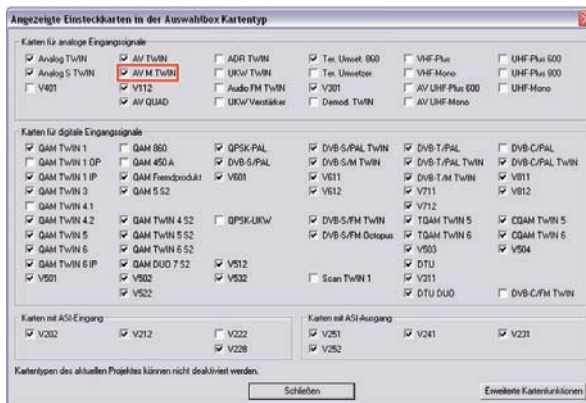 Angezeigte Einsteckkarten in der Auswahlbox Kartentyp
Karten für analoge Eingangssignale
Analog TWIN AV TWIN ADR TWIN Ter. Umset. 860 VHF-Plus UHF-Plus 600
Analog S TWIN AV M TWIN UKW TWIN Ter. Umsetzer VHF-Mono UHF-Plus 800
V401 V112 Audio FM TWIN V301 AV UHF-Plus 600 UHF-Mono
AV QUAD UKW Verstärker Demod. TWIN AV UHF-Mono
Karten für digitale Eingangssignale
QAM TWIN 1 QAM 860 QPSK-PAL DVB-S/PAL TWIN DVB-T/PAL DVB-C/PAL
QAM TWIN 1 OP QAM 450 A DVB-S/PAL DVB-S/M TWIN DVB-T/PAL TWIN DVB-C/PAL TWIN
QAM TWIN 1 IP QAM Fremdprodukt V601 V611 DVB-T/M TWIN V811
QAM TWIN 3 QAM 5 S2 V612 V711 V812
QAM TWIN 4.1 V712
QAM TWIN 4.2 QAM TWIN 4 S2 QPSK-UKW DVB-S/FM TWIN TQAM TWIN 5 CQAM TWIN 5
QAM TWIN 5 QAM TWIN 5 S2 DVB-S/FM Octopus TQAM TWIN 6 CQAM TWIN 6
QAM TWIN 6 QAM TWIN 6 S2 V503 V504
QAM TWIN 6 IP QAM DUO 7 S2 V512 DTU
V501 V502 V532 Scan TWIN 1 V311
V522 DTU DUO DVB-C/FM TWIN
Karten mit ASI-Eingang Karten mit ASI-Ausgang
V202 V212 V222 V251 V241 V231
V228 V252
Kartentypen des aktuellen Projektes können nicht deaktiviert werden.
Schließen Erweiterte Kartenfunktionen